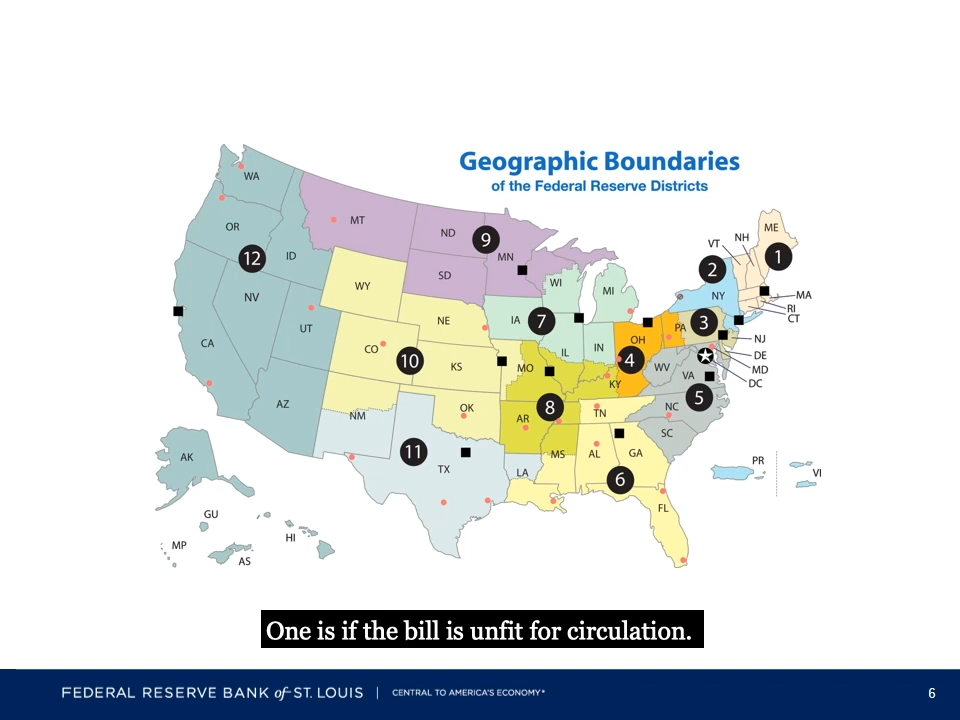 Geographic Boundaries
of the Federal Reserve Districts
WA
MT
ND
9
MN
OR
12
ID
SD
WY
WI
MI
VT
NH
ME
1
2
NY
MA
RI
CT
NV
UT
CA
NE
IA
7
IL
IN
OH
PA
3
NJ
DE
MD
DC
CO
10
KS
MO
4
WV
VA
KY
5
AZ
NM
OK
AR
8
TN
NC
SC
11
TX
LA
MS
AL
GA
6
FL
PR
VI
AK
GU
HI
MP
AS
One is if the bill is unfit for circulation.
FEDERAL RESERVE BANK of ST. LOUIS | CENTRAL TO AMERICA'S ECONOMY®
6